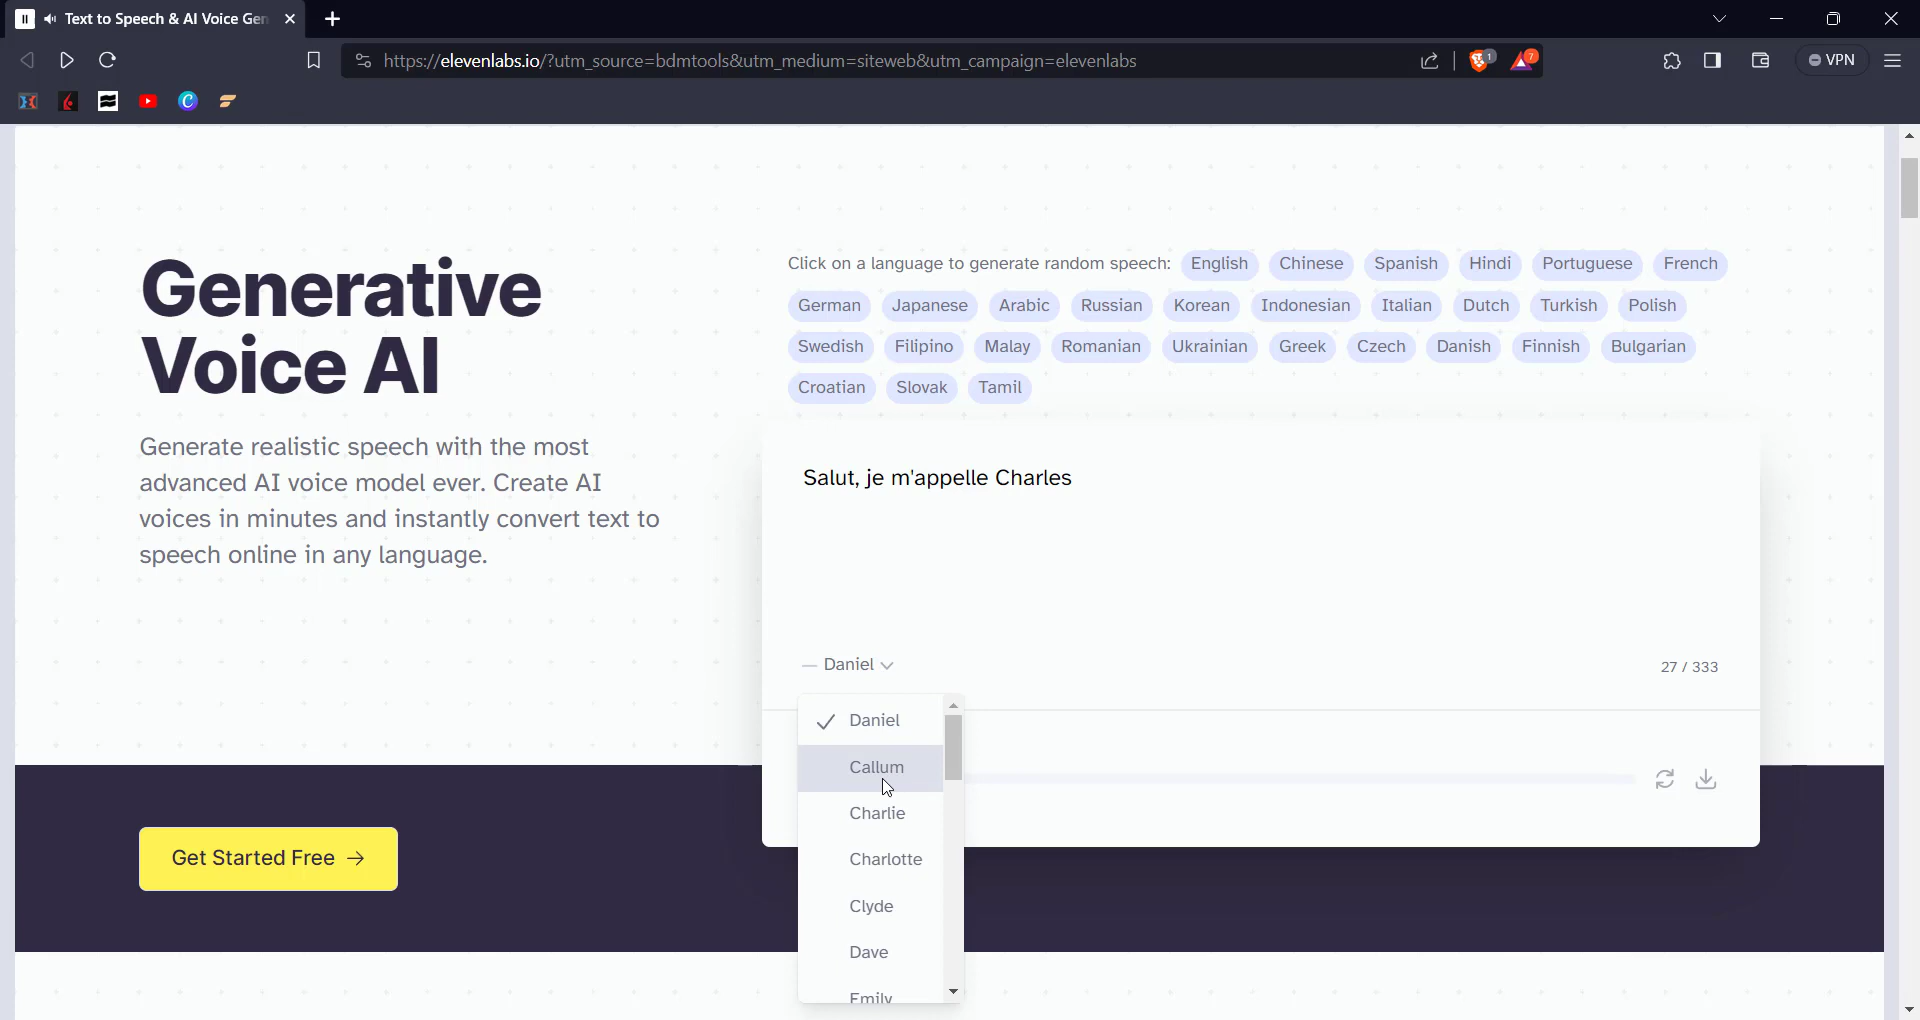 Text to Speech & AI Voice Gen
https://elevenlabs.io/?utm_source=bdmtools&utm_medium=siteweb&utm_campaign=elevenlabs
1
7
VPN
Generative
Voice AI
Generate realistic speech with the most
advanced AI voice model ever. Create AI
voices in minutes and instantly convert text to
speech online in any language.
Get Started Free →
Click on a language to generate random speech: English Chinese Spanish Hindi Portuguese French
German Japanese Arabic Russian Korean Indonesian Italian Dutch Turkish Polish
Swedish Filipino Malay Romanian Ukrainian Greek Czech Danish Finnish Bulgarian
Croatian Slovak Tamil
Salut, je m'appelle Charles
— Daniel
27 / 333
Daniel
Callum
Charlie
Charlotte
Clyde
Dave
Emily